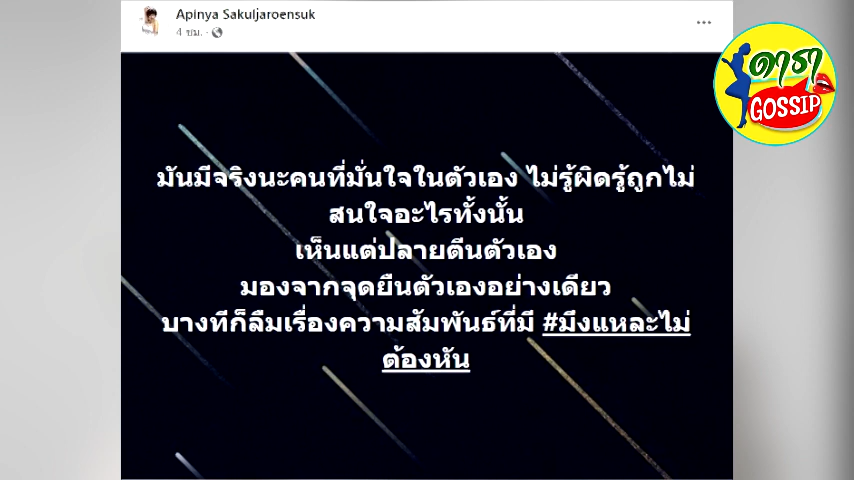 Apinya Sakuljaroensuk
4 ชม.
ดารา
GOSSIP
มันมีจริงนะคนที่มั่นใจในตัวเอง ไม่รู้ผิดรู้ถูกไม่
สนใจอะไรทั้งนั้น
เห็นแต่ปลายตีนตัวเอง
มองจากจุดยืนตัวเองอย่างเดียว
บางทีก็ลืมเรื่องความสัมพันธ์ที่มี #มึงแหละไม่
ต้องหัน